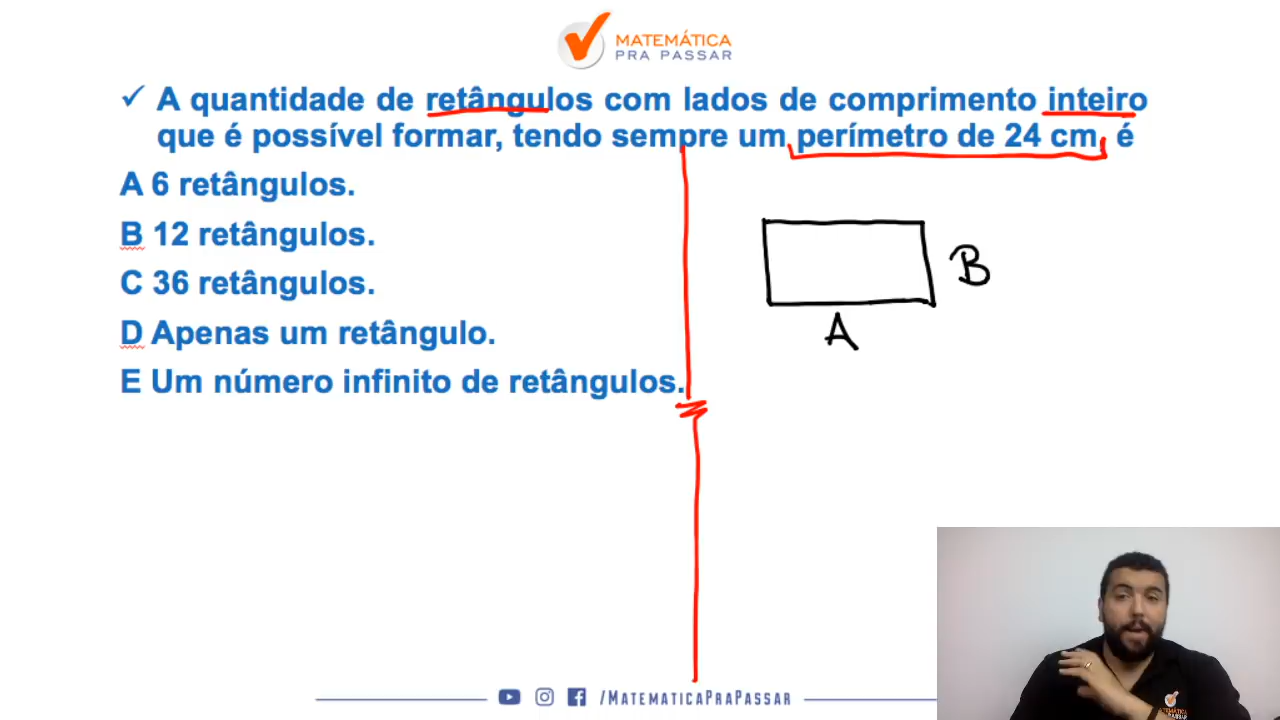 MATEMÁTICA
PRA PASSAR
✓ A quantidade de retângulos com lados de comprimento inteiro
que é possível formar, tendo sempre um perímetro de 24 cm, é
A 6 retângulos.
B 12 retângulos.
C 36 retângulos.
D Apenas um retângulo.
E Um número infinito de retângulos.
B
A
/MATEMATICAPRAPASSAR